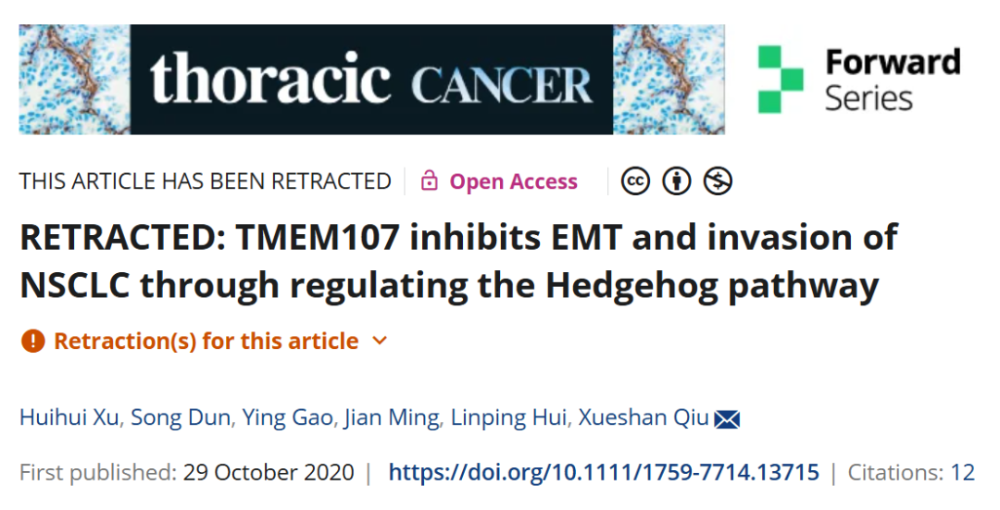 thoracic CANCER
Forward
Series
THIS ARTICLE HAS BEEN RETRACTED Open Access cc $
RETRACTED: TMEM107 inhibits EMT and invasion of
NSCLC through regulating the Hedgehog pathway
! Retraction(s) for this article
Huihui Xu, Song Dun, Ying Gao, Jian Ming, Linping Hui, Xueshan Qiu
First published: 29 October 2020 | https://doi.org/10.1111/1759-7714.13715 | Citations: 12